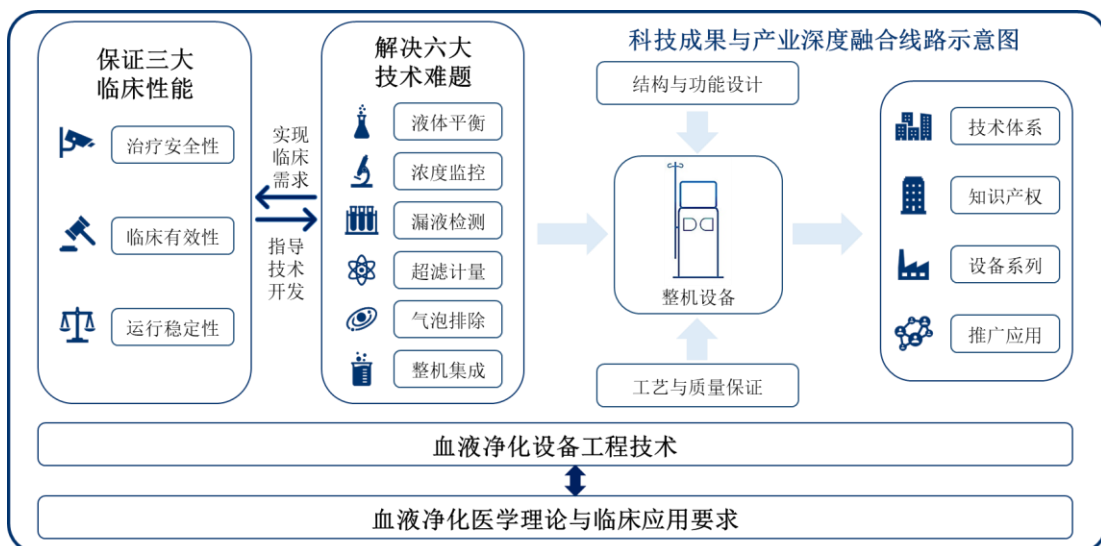 科技成果与产业深度融合线路示意图
保证三大
临床性能
治疗安全性
临床有效性
运行稳定性
实现
临床
需求
指导
技术
开发
解决六大
技术难题
液体平衡
浓度监控
漏液检测
超滤计量
气泡排除
整机集成
结构与功能设计
整机设备
工艺与质量保证
技术体系
知识产权
设备系列
推广应用
血液净化设备工程技术
血液净化医学理论与临床应用要求